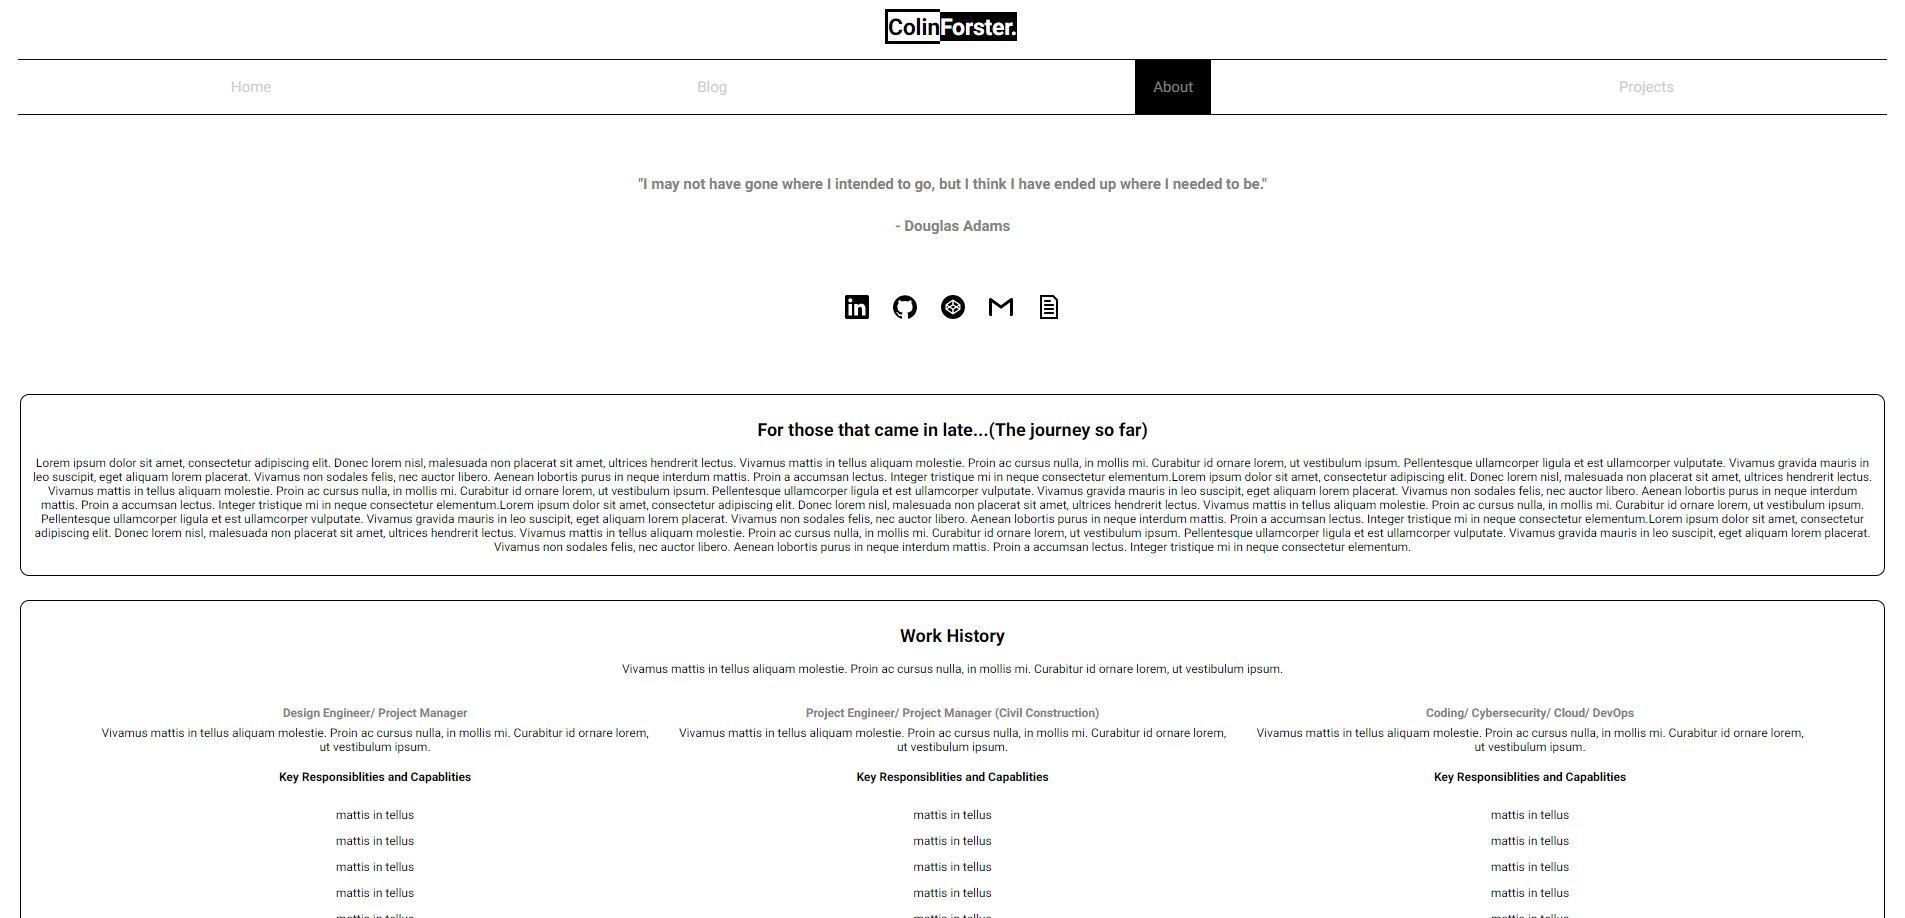 ColinForster.
Home Blog About Projects
"I may not have gone where I intended to go, but I think I have ended up where I needed to be."
- Douglas Adams
in
For those that came in late...(The journey so far)
Lorem ipsum dolor sit amet, consectetur adipiscing elit. Donec lorem nisl, malesuada non placerat sit amet, ultrices hendrerit lectus. Vivamus mattis in tellus aliquam molestie. Proin ac cursus nulla, in mollis mi. Curabitur id ornare lorem, ut vestibulum ipsum. Pellentesque ullamcorper ligula et est ullamcorper vulputate. Vivamus gravida mauris in
leo suscipit, eget aliquam lorem placerat. Vivamus non sodales felis, nec auctor libero. Aenean lobortis purus in neque interdum mattis. Proin a accumsan lectus. Integer tristique mi in neque consectetur elementum.Lorem ipsum dolor sit amet, consectetur adipiscing elit. Donec lorem nisl, malesuada non placerat sit amet, ultrices hendrerit lectus.
Vivamus mattis in tellus aliquam molestie. Proin ac cursus nulla, in mollis mi. Curabitur id ornare lorem, ut vestibulum ipsum. Pellentesque ullamcorper ligula et est ullamcorper vulputate. Vivamus gravida mauris in leo suscipit, eget aliquam lorem placerat. Vivamus non sodales felis, nec auctor libero. Aenean lobortis purus in neque interdum
mattis. Proin a accumsan lectus. Integer tristique mi in neque consectetur elementum.Lorem ipsum dolor sit amet, consectetur adipiscing elit. Donec lorem nisl, malesuada non placerat sit amet, ultrices hendrerit lectus. Vivamus mattis in tellus aliquam molestie. Proin ac cursus nulla, in mollis mi. Curabitur id ornare lorem, ut vestibulum ipsum.
Pellentesque ullamcorper ligula et est ullamcorper vulputate. Vivamus gravida mauris in leo suscipit, eget aliquam lorem placerat. Vivamus non sodales felis, nec auctor libero. Aenean lobortis purus in neque interdum mattis. Proin a accumsan lectus. Integer tristique mi in neque consectetur elementum.Lorem ipsum dolor sit amet, consectetur
adipiscing elit. Donec lorem nisl, malesuada non placerat sit amet, ultrices hendrerit lectus. Vivamus mattis in tellus aliquam molestie. Proin ac cursus nulla, in mollis mi. Curabitur id ornare lorem, ut vestibulum ipsum. Pellentesque ullamcorper ligula et est ullamcorper vulputate. Vivamus gravida mauris in leo suscipit, eget aliquam lorem placerat.
Vivamus non sodales felis, nec auctor libero. Aenean lobortis purus in neque interdum mattis. Proin a accumsan lectus. Integer tristique mi in neque consectetur elementum.
Work History
Vivamus mattis in tellus aliquam molestie. Proin ac cursus nulla, in mollis mi. Curabitur id ornare lorem, ut vestibulum ipsum.
Design Engineer/ Project Manager
Vivamus mattis in tellus aliquam molestie. Proin ac cursus nulla, in mollis mi. Curabitur id ornare lorem,
ut vestibulum ipsum.
Key Responsiblities and Capablities
mattis in tellus
mattis in tellus
mattis in tellus
mattis in tellus
mattis in tellus
Project Engineer/ Project Manager (Civil Construction)
Vivamus mattis in tellus aliquam molestie. Proin ac cursus nulla, in mollis mi. Curabitur id ornare lorem,
ut vestibulum ipsum.
Key Responsiblities and Capablities
mattis in tellus
mattis in tellus
mattis in tellus
mattis in tellus
mattis in tellus
Coding/ Cybersecurity/ Cloud/ DevOps
Vivamus mattis in tellus aliquam molestie. Proin ac cursus nulla, in mollis mi. Curabitur id ornare lorem,
ut vestibulum ipsum.
Key Responsiblities and Capablities
mattis in tellus
mattis in tellus
mattis in tellus
mattis in tellus
mattis in tellus